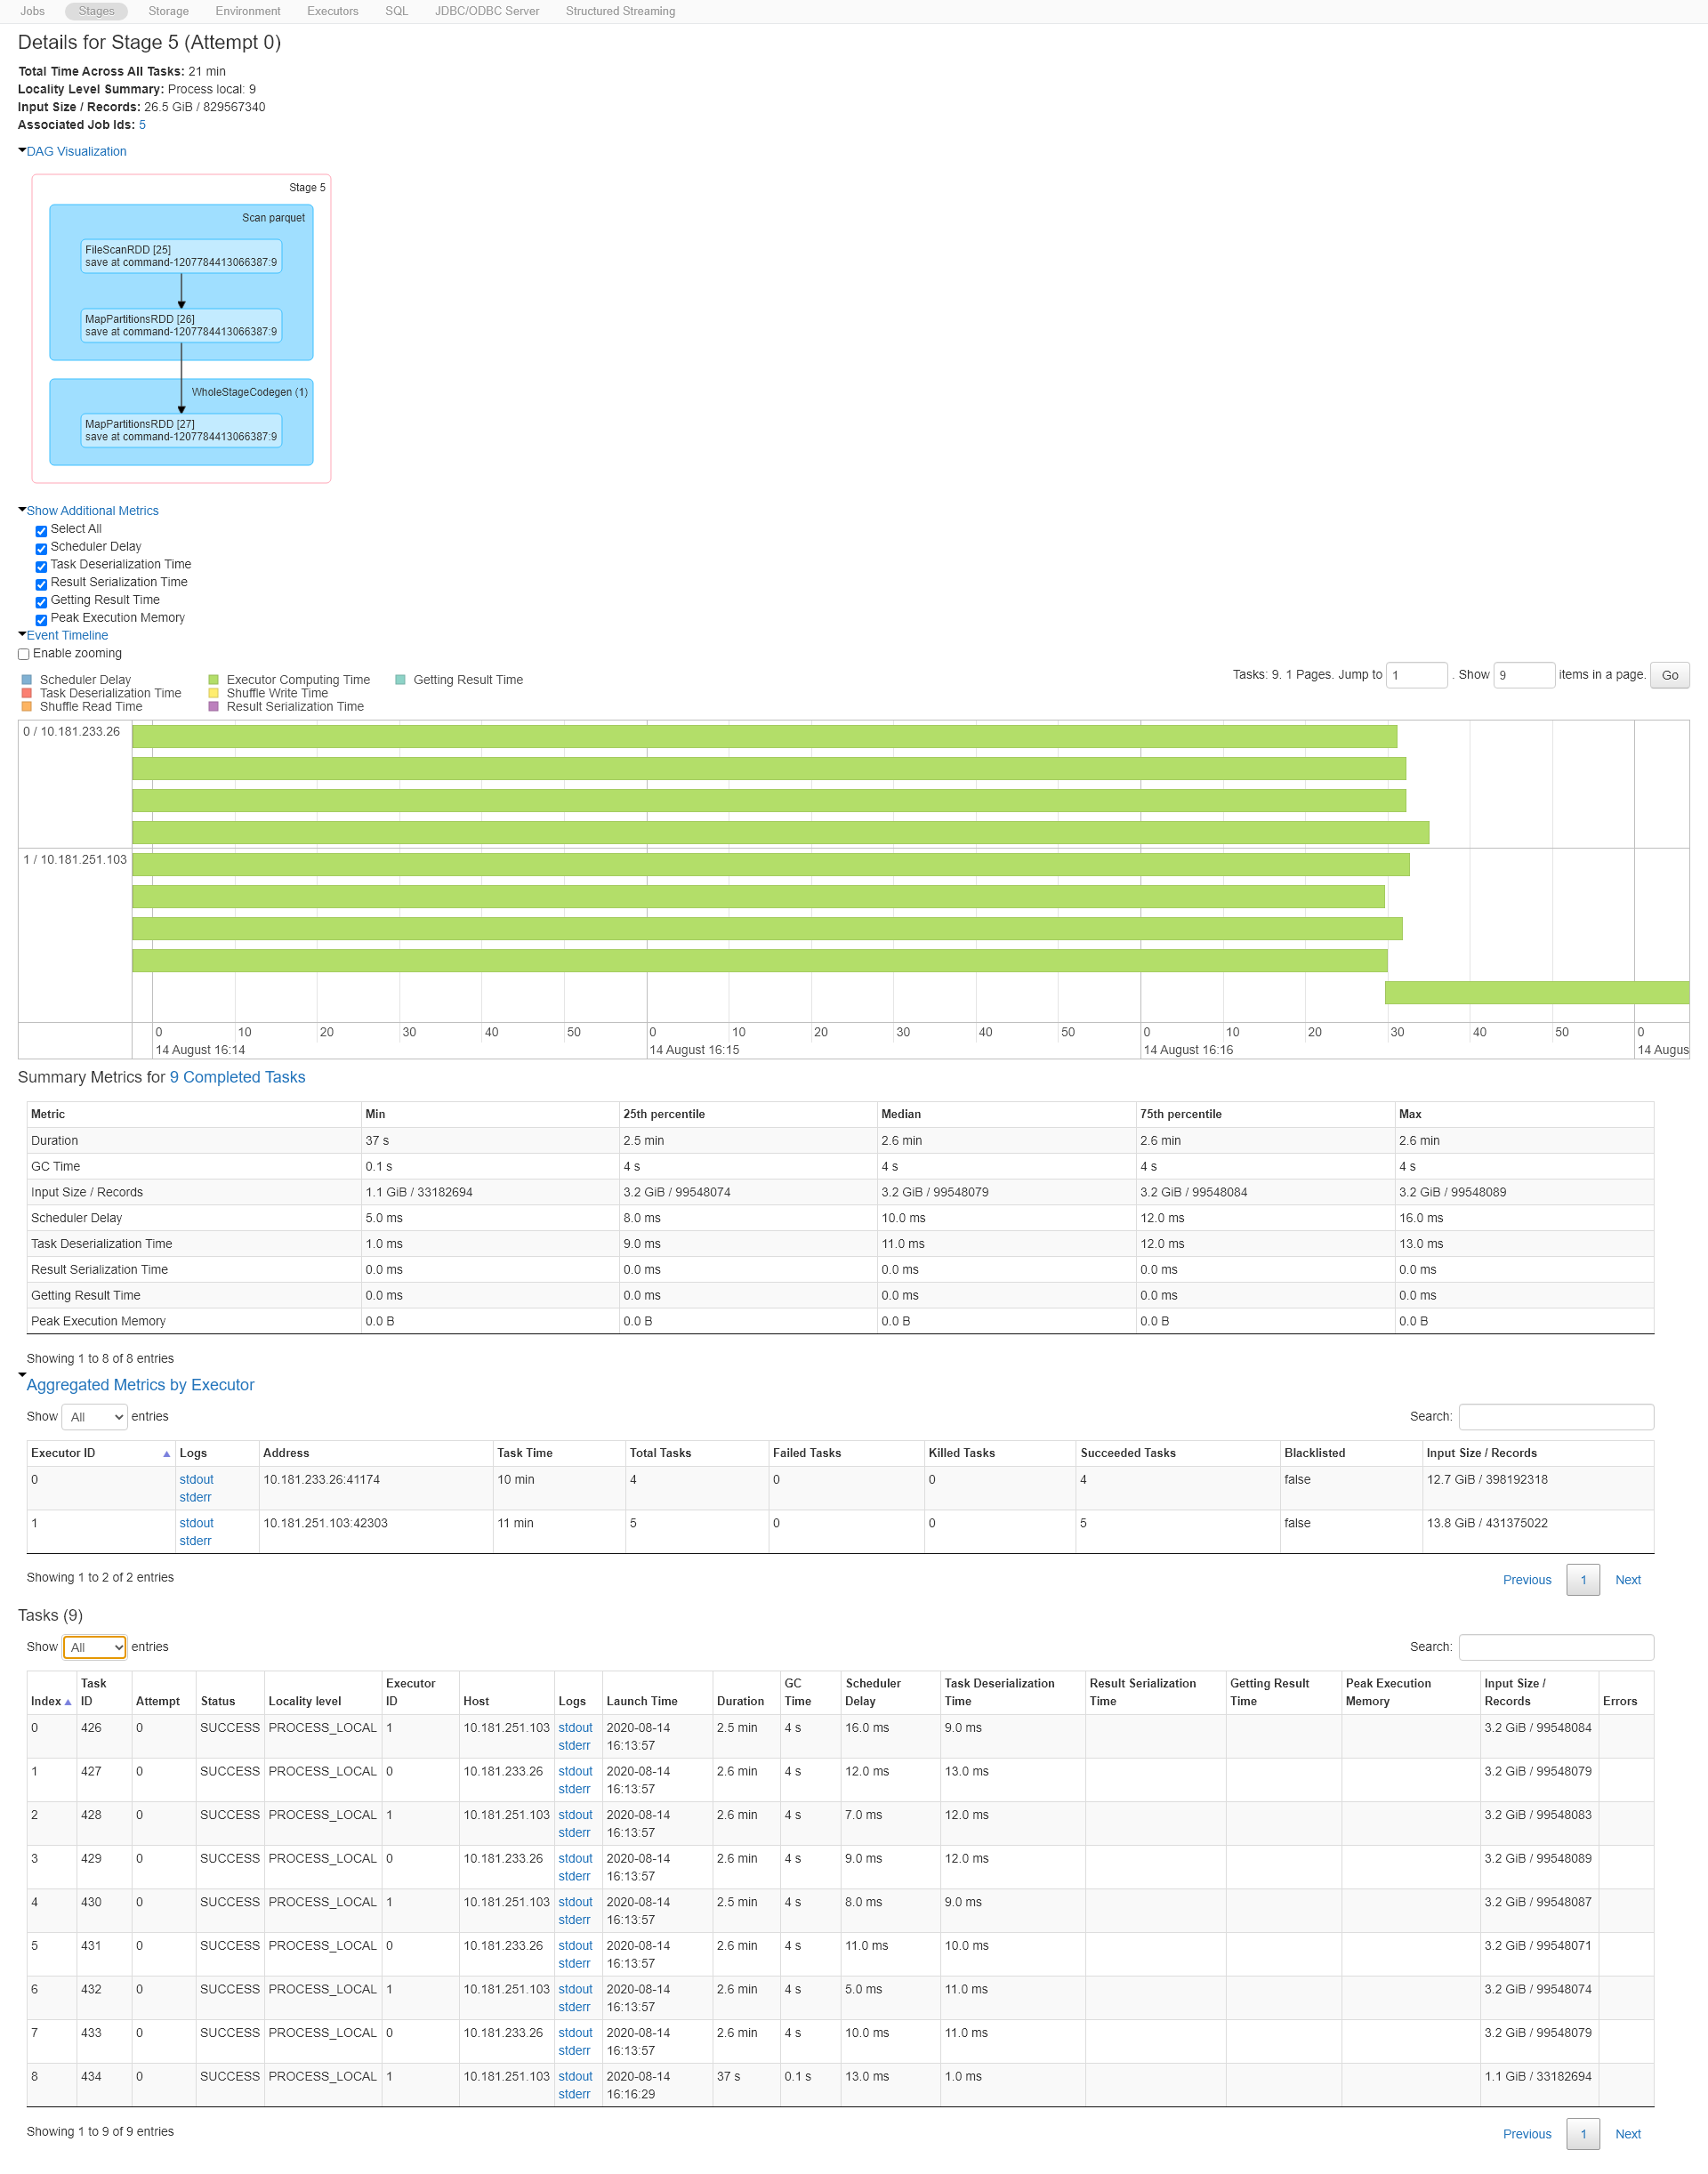 Jobs Stages Storage Environment Executors SQL JDBC/ODBC Server Structured Streaming
Details for Stage 5 (Attempt 0)
Total Time Across All Tasks: 21 min
Locality Level Summary: Process local: 9
Input Size / Records: 26.5 GiB / 829567340
Associated Job Ids: 5
DAG Visualization
Stage 5
Scan parquet
FileScanRDD [25]
save at command-1207784413066387:9
MapPartitionsRDD [26]
save at command-1207784413066387:9
WholeStageCodegen (1)
MapPartitionsRDD [27]
save at command-1207784413066387:9
Show Additional Metrics
Select All
Scheduler Delay
Task Deserialization Time
Result Serialization Time
Getting Result Time
Peak Execution Memory
Event Timeline
Enable zooming
Tasks: 9. 1 Pages. Jump to 1 . Show 9 items in a page. Go
Scheduler Delay Executor Computing Time Getting Result Time
Task Deserialization Time Shuffle Write Time
Shuffle Read Time Result Serialization Time
0 / 10.181.233.26
1 / 10.181.251.103
0 10 20 30 40 50 0 10 20 30 40 50 0 10 20 30 40 50 0
14 August 16:14 14 August 16:15 14 August 16:16 14 Augus
Summary Metrics for 9 Completed Tasks
Metric Min 25th percentile Median 75th percentile Max
Duration 37 s 2.5 min 2.6 min 2.6 min 2.6 min
GC Time 0.1 s 4 s 4 s 4 s 4 s
Input Size / Records 1.1 GiB / 33182694 3.2 GiB / 99548074 3.2 GiB / 99548079 3.2 GiB / 99548084 3.2 GiB / 99548089
Scheduler Delay 5.0 ms 8.0 ms 10.0 ms 12.0 ms 16.0 ms
Task Deserialization Time 1.0 ms 9.0 ms 11.0 ms 12.0 ms 13.0 ms
Result Serialization Time 0.0 ms 0.0 ms 0.0 ms 0.0 ms 0.0 ms
Getting Result Time 0.0 ms 0.0 ms 0.0 ms 0.0 ms 0.0 ms
Peak Execution Memory 0.0 B 0.0 B 0.0 B 0.0 B 0.0 B
Showing 1 to 8 of 8 entries
Aggregated Metrics by Executor
Show All entries Search:
Executor ID Logs Address Task Time Total Tasks Failed Tasks Killed Tasks Succeeded Tasks Blacklisted Input Size / Records
0 stdout 10.181.233.26:41174 10 min 4 0 0 4 false 12.7 GiB / 398192318
stderr
1 stdout 10.181.251.103:42303 11 min 5 0 0 5 false 13.8 GiB / 431375022
stderr
Showing 1 to 2 of 2 entries Previous 1 Next
Tasks (9)
Show All entries Search:
Task Executor GC Scheduler Task Deserialization Result Serialization Getting Result Peak Execution Input Size /
Index ID Attempt Status Locality level ID Host Logs Launch Time Duration Time Delay Time Time Time Memory Records Errors
0 426 0 SUCCESS PROCESS_LOCAL 1 10.181.251.103 stdout 2020-08-14 2.5 min 4 s 16.0 ms 9.0 ms 3.2 GiB / 99548084
stderr 16:13:57
1 427 0 SUCCESS PROCESS_LOCAL 0 10.181.233.26 stdout 2020-08-14 2.6 min 4 s 12.0 ms 13.0 ms 3.2 GiB / 99548079
stderr 16:13:57
2 428 0 SUCCESS PROCESS_LOCAL 1 10.181.251.103 stdout 2020-08-14 2.6 min 4 s 7.0 ms 12.0 ms 3.2 GiB / 99548083
stderr 16:13:57
3 429 0 SUCCESS PROCESS_LOCAL 0 10.181.233.26 stdout 2020-08-14 2.6 min 4 s 9.0 ms 12.0 ms 3.2 GiB / 99548089
stderr 16:13:57
4 430 0 SUCCESS PROCESS_LOCAL 1 10.181.251.103 stdout 2020-08-14 2.5 min 4 s 8.0 ms 9.0 ms 3.2 GiB / 99548087
stderr 16:13:57
5 431 0 SUCCESS PROCESS_LOCAL 0 10.181.233.26 stdout 2020-08-14 2.6 min 4 s 11.0 ms 10.0 ms 3.2 GiB / 99548071
stderr 16:13:57
6 432 0 SUCCESS PROCESS_LOCAL 1 10.181.251.103 stdout 2020-08-14 2.6 min 4 s 5.0 ms 11.0 ms 3.2 GiB / 99548074
stderr 16:13:57
7 433 0 SUCCESS PROCESS_LOCAL 0 10.181.233.26 stdout 2020-08-14 2.6 min 4 s 10.0 ms 11.0 ms 3.2 GiB / 99548079
stderr 16:13:57
8 434 0 SUCCESS PROCESS_LOCAL 1 10.181.251.103 stdout 2020-08-14 37 s 0.1 s 13.0 ms 1.0 ms 1.1 GiB / 33182694
stderr 16:16:29
Showing 1 to 9 of 9 entries Previous 1 Next